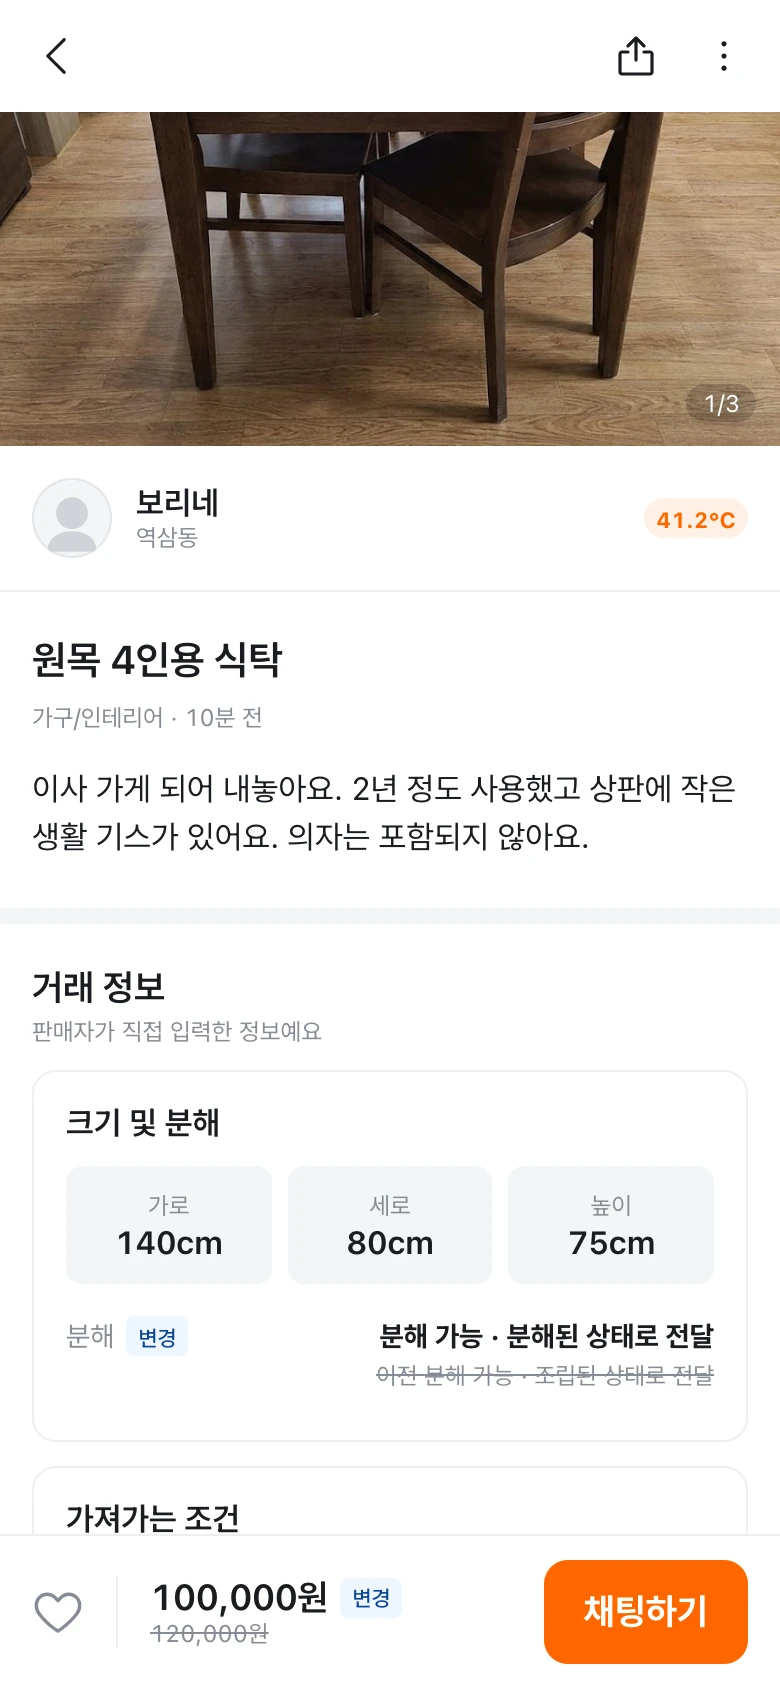 1/3
보리네
역삼동
41.2°C
원목 4인용 식탁
가구/인테리어 · 10분 전
이사 가게 되어 내놓아요. 2년 정도 사용했고 상판에 작은
생활 기스가 있어요. 의자는 포함되지 않아요.
거래 정보
판매자가 직접 입력한 정보예요
크기 및 분해
가로
140cm
세로
80cm
높이
75cm
분해 변경
분해 가능 · 분해된 상태로 전달
이전 분해 가능 · 조립된 상태로 전달
가져가는 조건
100,000원 변경
120,000원
채팅하기